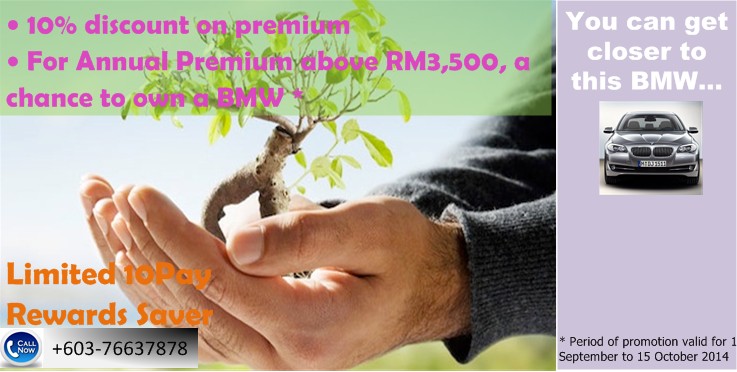 • 10% discount on premium
• For Annual Premium above RM3,500, a
chance to own a BMW *
You can get
closer to
this BMW...
Limited 10Pay
Rewards Saver
CALL
Now
+603-76637878
* Period of promotion valid for 1
September to 15 October 2014